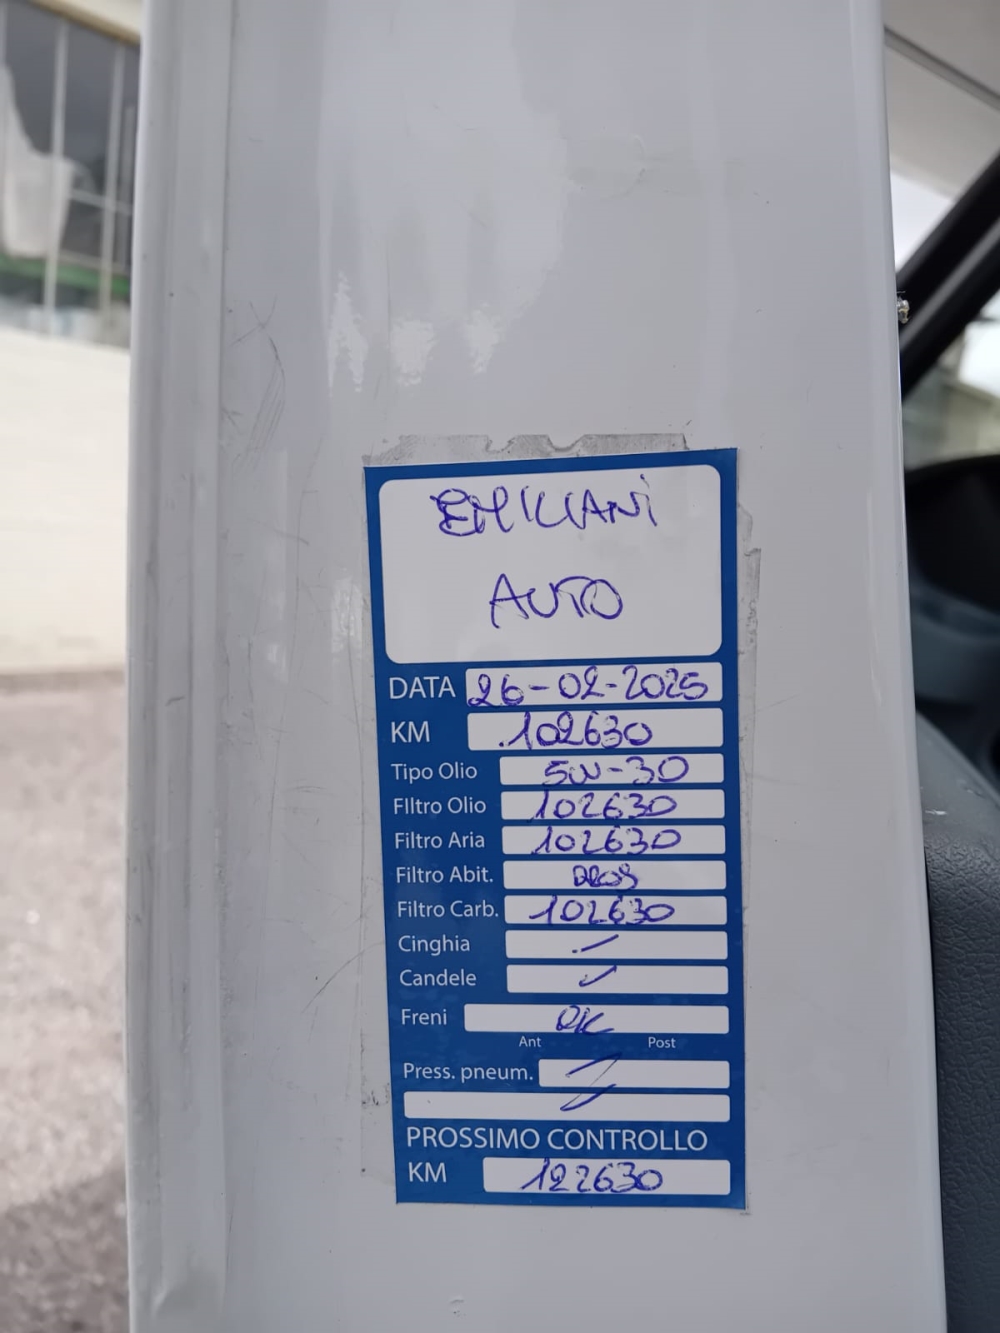 EMILIANI
AUTO
DATA 26-02-2025
KM 102630
Tipo Olio 5W-30
FIltro Olio 102630
Filtro Aria 102630
Filtro Abit.
Filtro Carb. 102630
Cinghia
Candele
Freni OK
Ant Post
Press. pneum.
PROSSIMO CONTROLLO
KM 122630